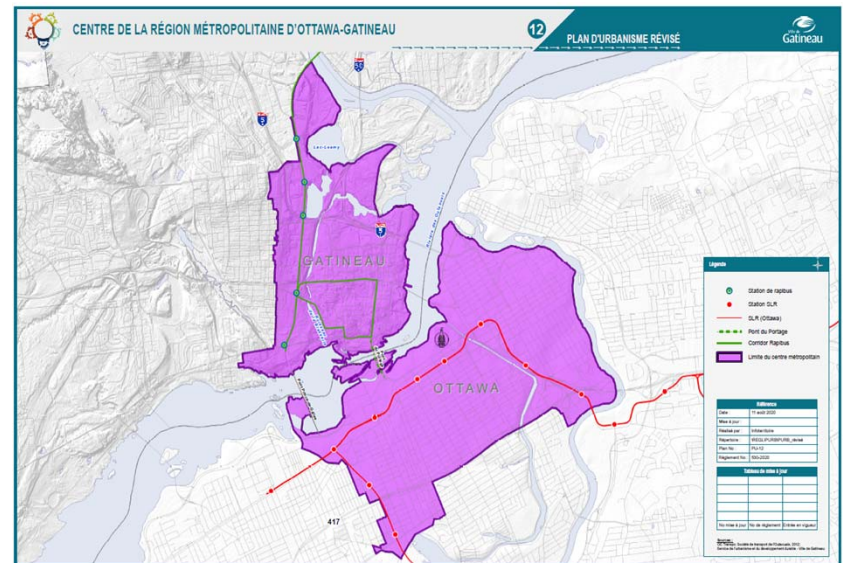 CENTRE DE LA RÉGION MÉTROPOLITAINE D'OTTAWA-GATINEAU
12
PLAN D'URBANISME RÉVISÉ
Gatineau
5
GATINEAU
OTTAWA
417
Légende
Station de rapibus
Station SLR
SLR (Ottawa)
Pont du Portage
Corridor Rapibus
Limite du centre métropolitain
Référence
Date 11 août 2020
Mise à jour
Réalisé par Infoterritoire
Répertoire
Plan No PU-12
Règlement No
Tableau de mise à jour
No mise à jour No de règlement Entrée en vigueur